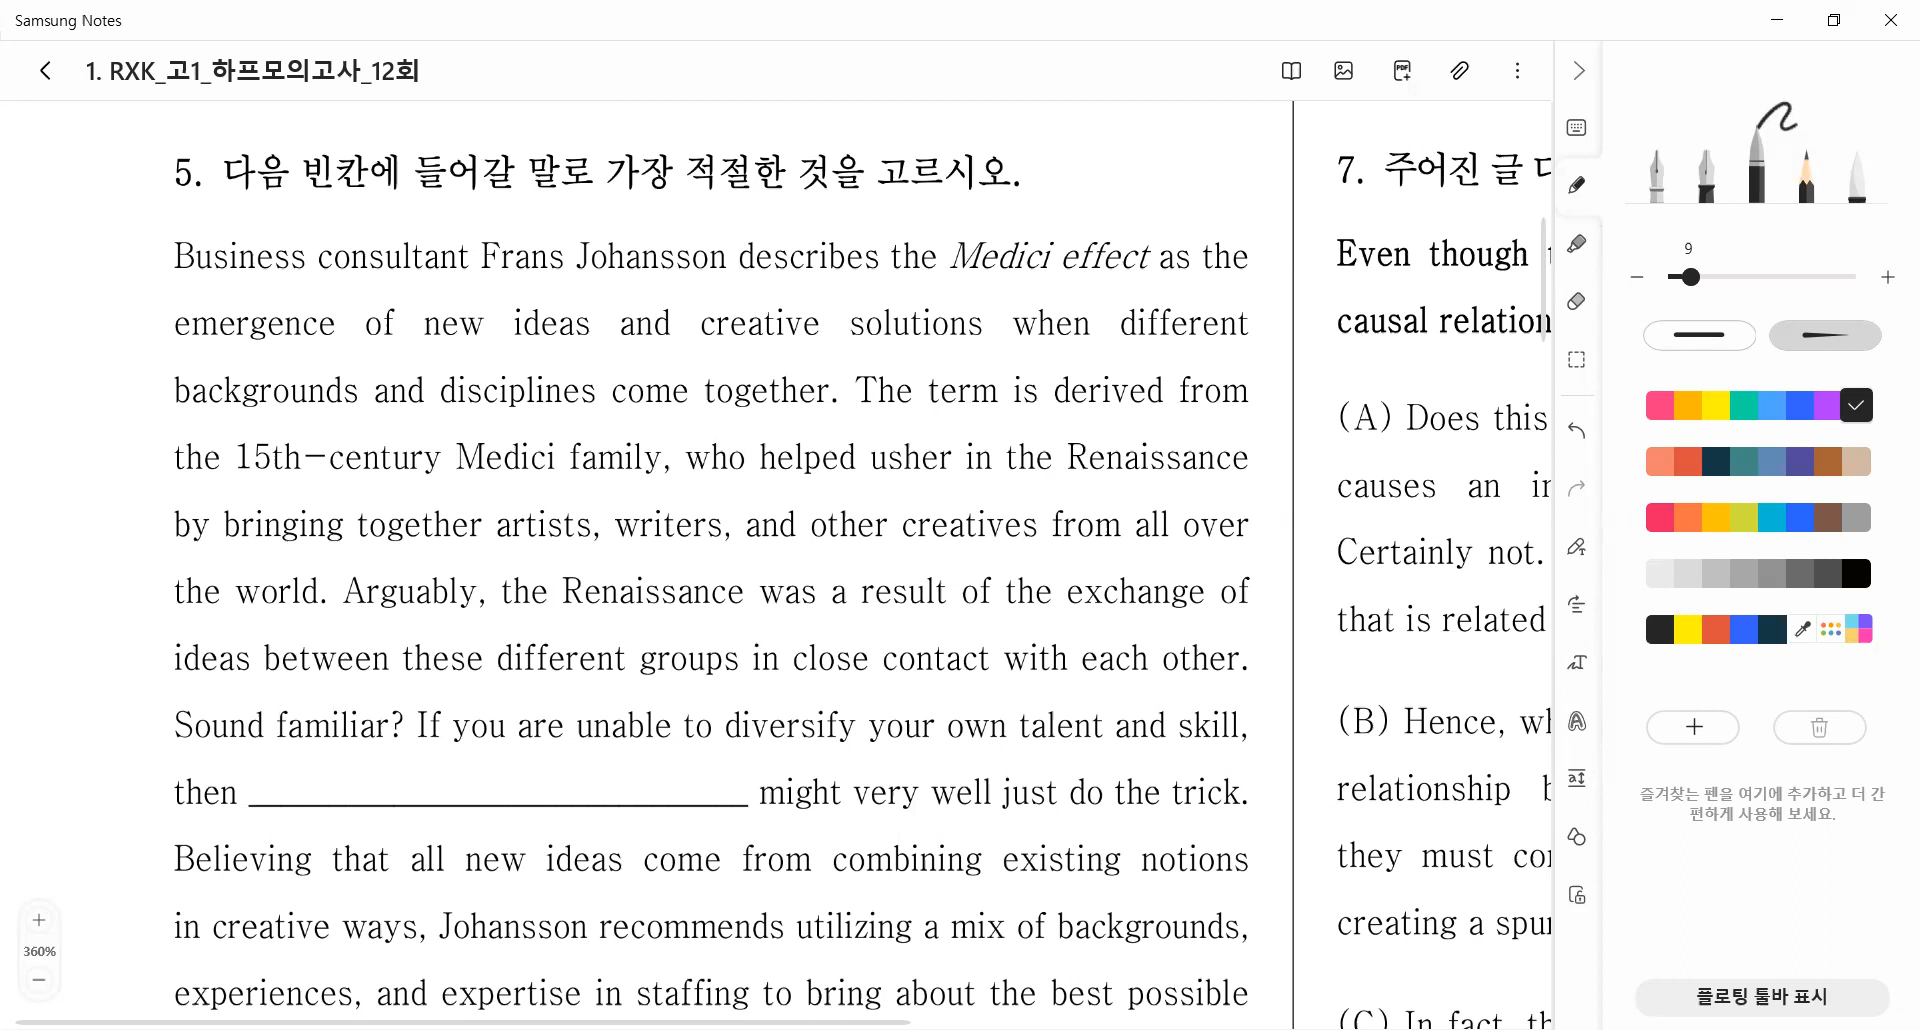 Samsung Notes
1. RXK_고1_하프모의고사_12회
5. 다음 빈칸에 들어갈 말로 가장 적절한 것을 고르시오.
Business consultant Frans Johansson describes the Medici effect as the
emergence of new ideas and creative solutions when different
backgrounds and disciplines come together. The term is derived from
the 15th-century Medici family, who helped usher in the Renaissance
by bringing together artists, writers, and other creatives from all over
the world. Arguably, the Renaissance was a result of the exchange of
ideas between these different groups in close contact with each other.
Sound familiar? If you are unable to diversify your own talent and skill,
then ______________________ might very well just do the trick.
Believing that all new ideas come from combining existing notions
in creative ways, Johansson recommends utilizing a mix of backgrounds,
experiences, and expertise in staffing to bring about the best possible
7. 주어진 글
Even though
causal relation
(A) Does this
causes an
Certainly not.
that is related
(B) Hence,
relationship
they must
creating a
(C) In fact,
360%
9
즐겨찾는 펜을 여기에 추가하고 더 간
편하게 사용해 보세요.
플로팅 툴바 표시